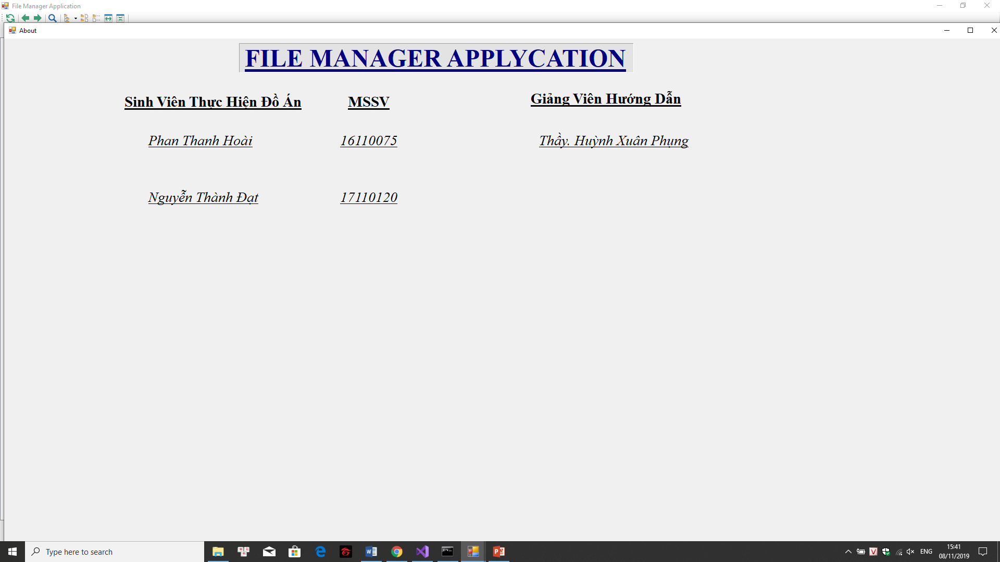 File Manager Application
About
FILE MANAGER APPLYCATION
Sinh Viên Thực Hiện Đồ Án MSSV Giảng Viên Hướng Dẫn
Phan Thanh Hoài 16110075 Thầy. Huỳnh Xuân Phụng
Nguyễn Thành Đạt 17110120
Type here to search ENG 15:41
08/11/2019